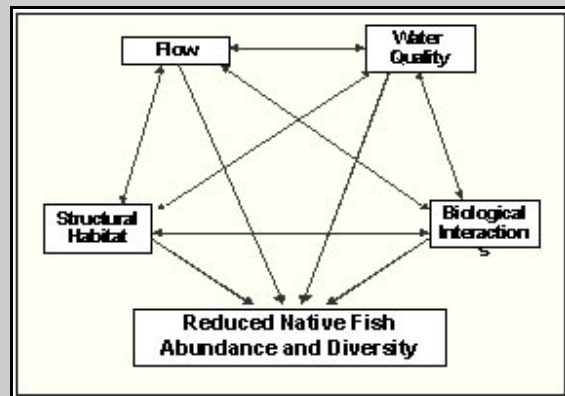 Flow
Water
Quality
Structural
Habitat
Biological
Interaction
s
Reduced Native Fish
Abundance and Diversity